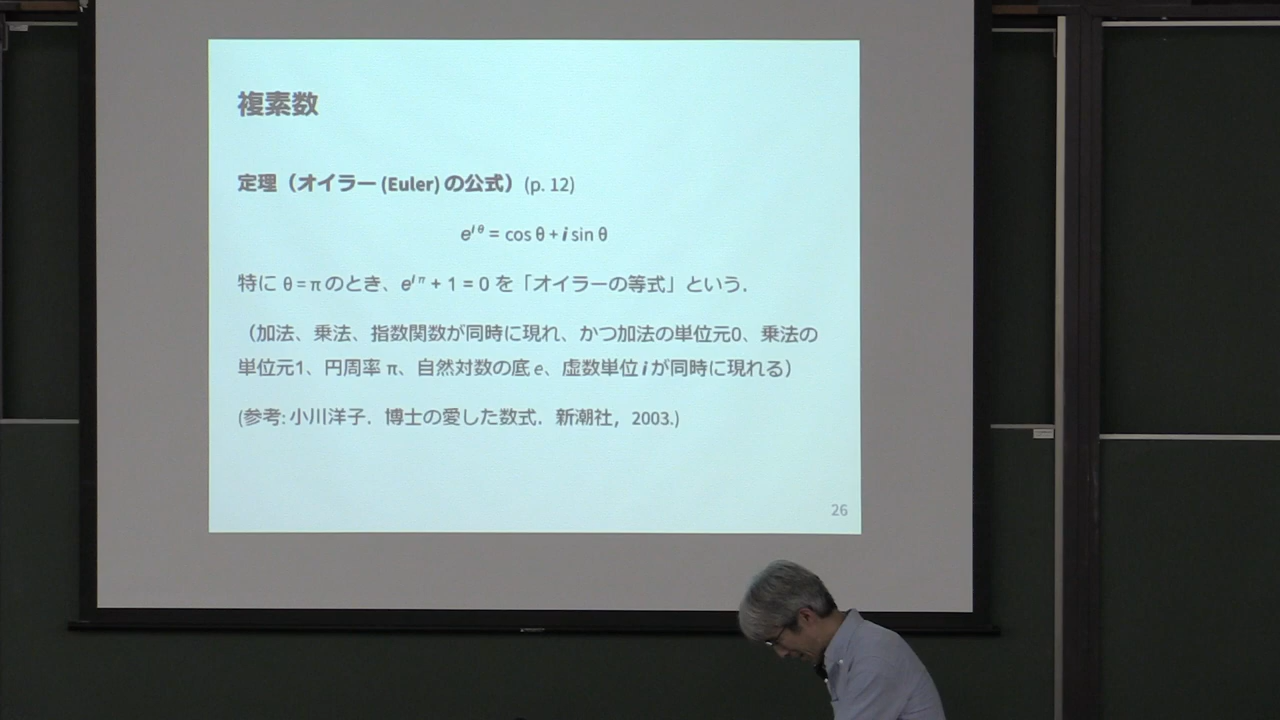 複素数
定理（オイラー (Euler) の公式）(p. 12)
e^{iθ} = cos θ + i sin θ
特に θ = π のとき、e^{iπ} + 1 = 0 を「オイラーの等式」という．
（加法、乗法、指数関数が同時に現れ、かつ加法の単位元0、乗法の
単位元1、円周率 π、自然対数の底 e、虚数単位 i が同時に現れる）
(参考: 小川洋子．博士の愛した数式．新潮社，2003.)
26